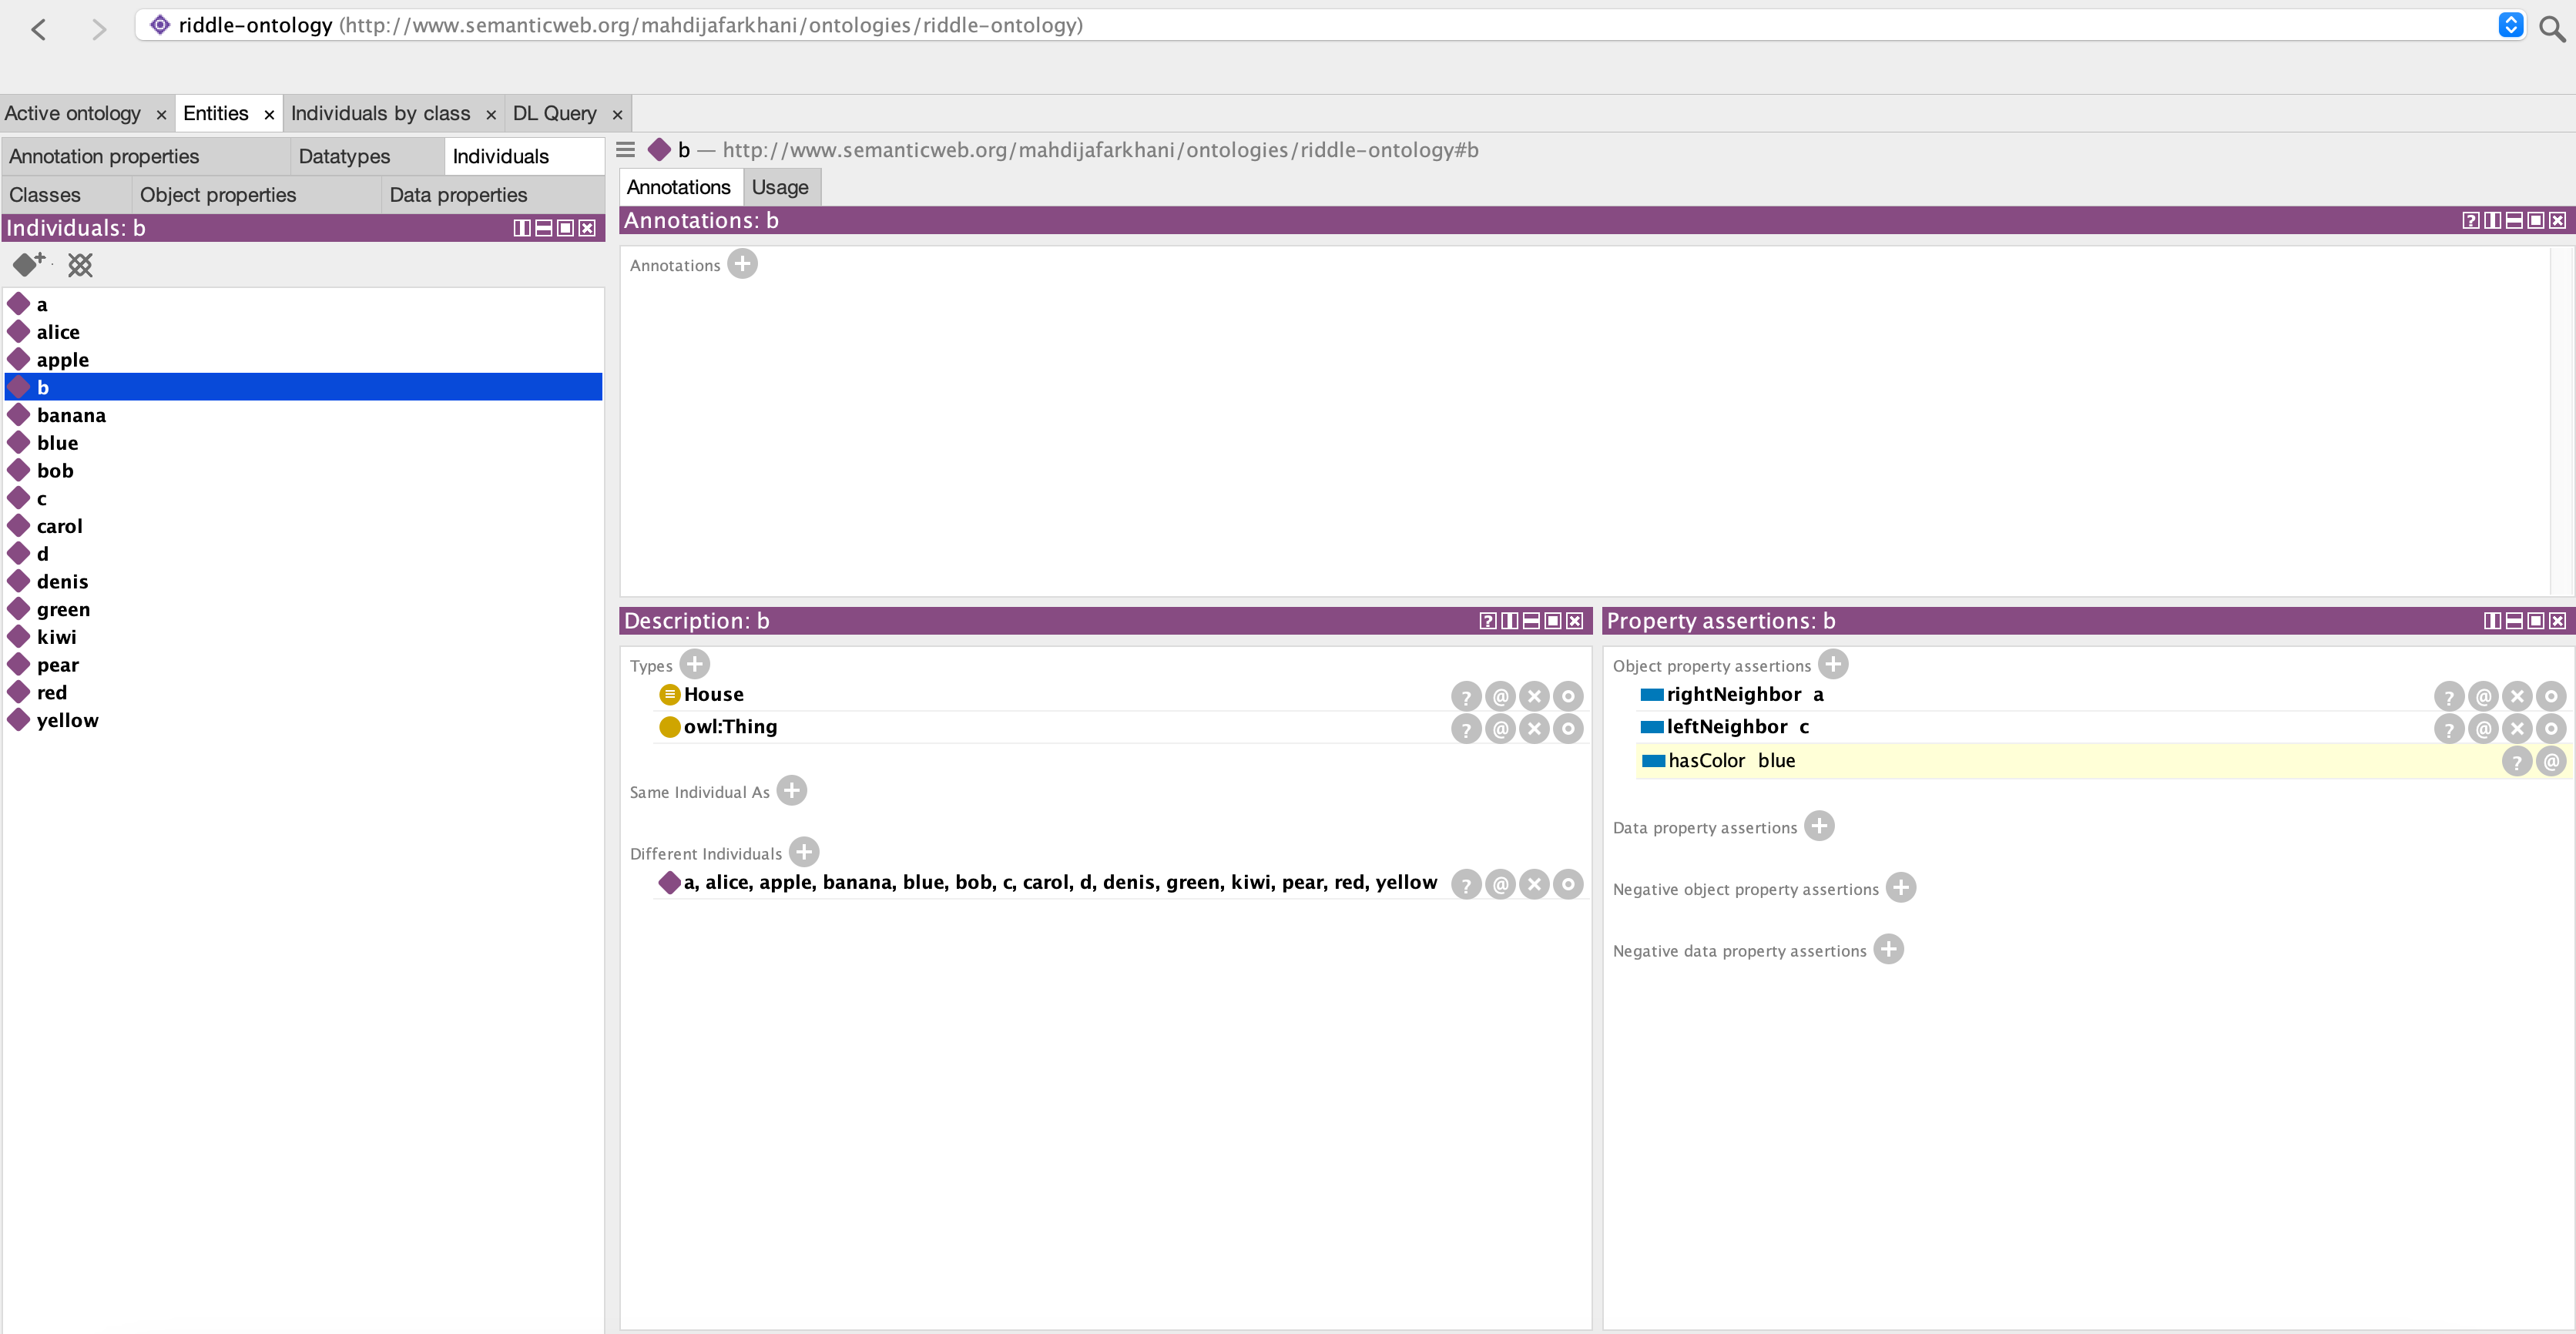 riddle-ontology (http://www.semanticweb.org/mahdijafarkhani/ontologies/riddle-ontology)
Active ontology × Entities × Individuals by class × DL Query ×
Annotation properties Datatypes Individuals
Classes Object properties Data properties
Individuals: b
a
alice
apple
b
banana
blue
bob
c
carol
d
denis
green
kiwi
pear
red
yellow
b — http://www.semanticweb.org/mahdijafarkhani/ontologies/riddle-ontology#b
Annotations Usage
Annotations: b
Annotations
Description: b
Types
House
owl:Thing
Same Individual As
Different Individuals
a, alice, apple, banana, blue, bob, c, carol, d, denis, green, kiwi, pear, red, yellow
Property assertions: b
Object property assertions
rightNeighbor a
leftNeighbor c
hasColor blue
Data property assertions
Negative object property assertions
Negative data property assertions